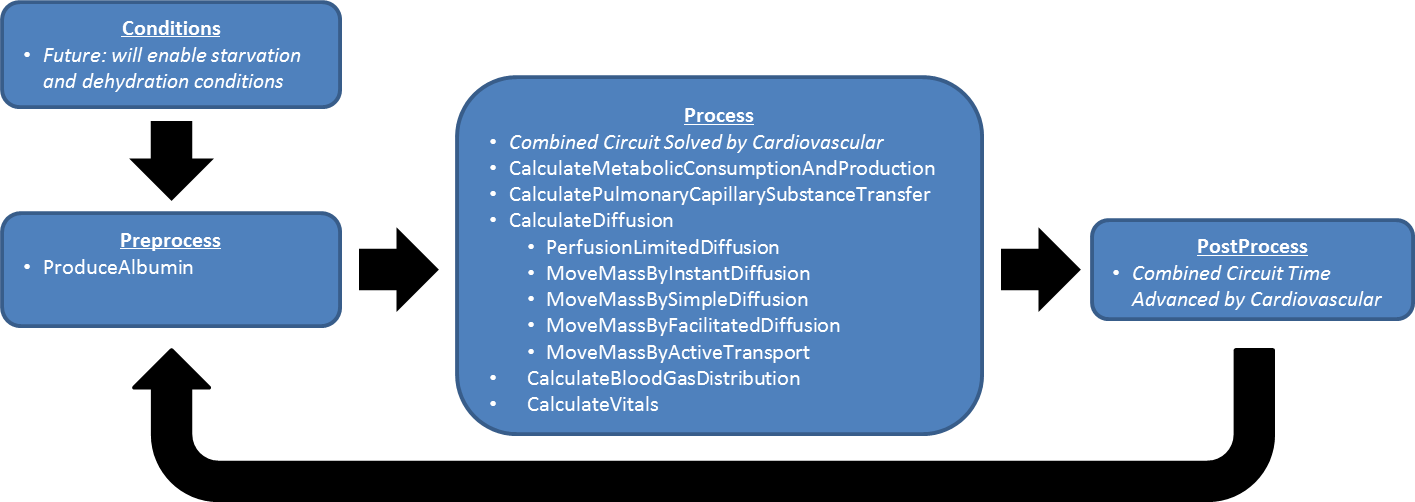 Conditions
• Future: will enable starvation
and dehydration conditions
Preprocess
• ProduceAlbumin
Process
• Combined Circuit Solved by Cardiovascular
• CalculateMetabolicConsumptionAndProduction
• CalculatePulmonaryCapillarySubstanceTransfer
• CalculateDiffusion
• PerfusionLimitedDiffusion
• MoveMassByInstantDiffusion
• MoveMassBySimpleDiffusion
• MoveMassByFacilitatedDiffusion
• MoveMassByActiveTransport
• CalculateBloodGasDistribution
• CalculateVitals
PostProcess
• Combined Circuit Time
Advanced by Cardiovascular